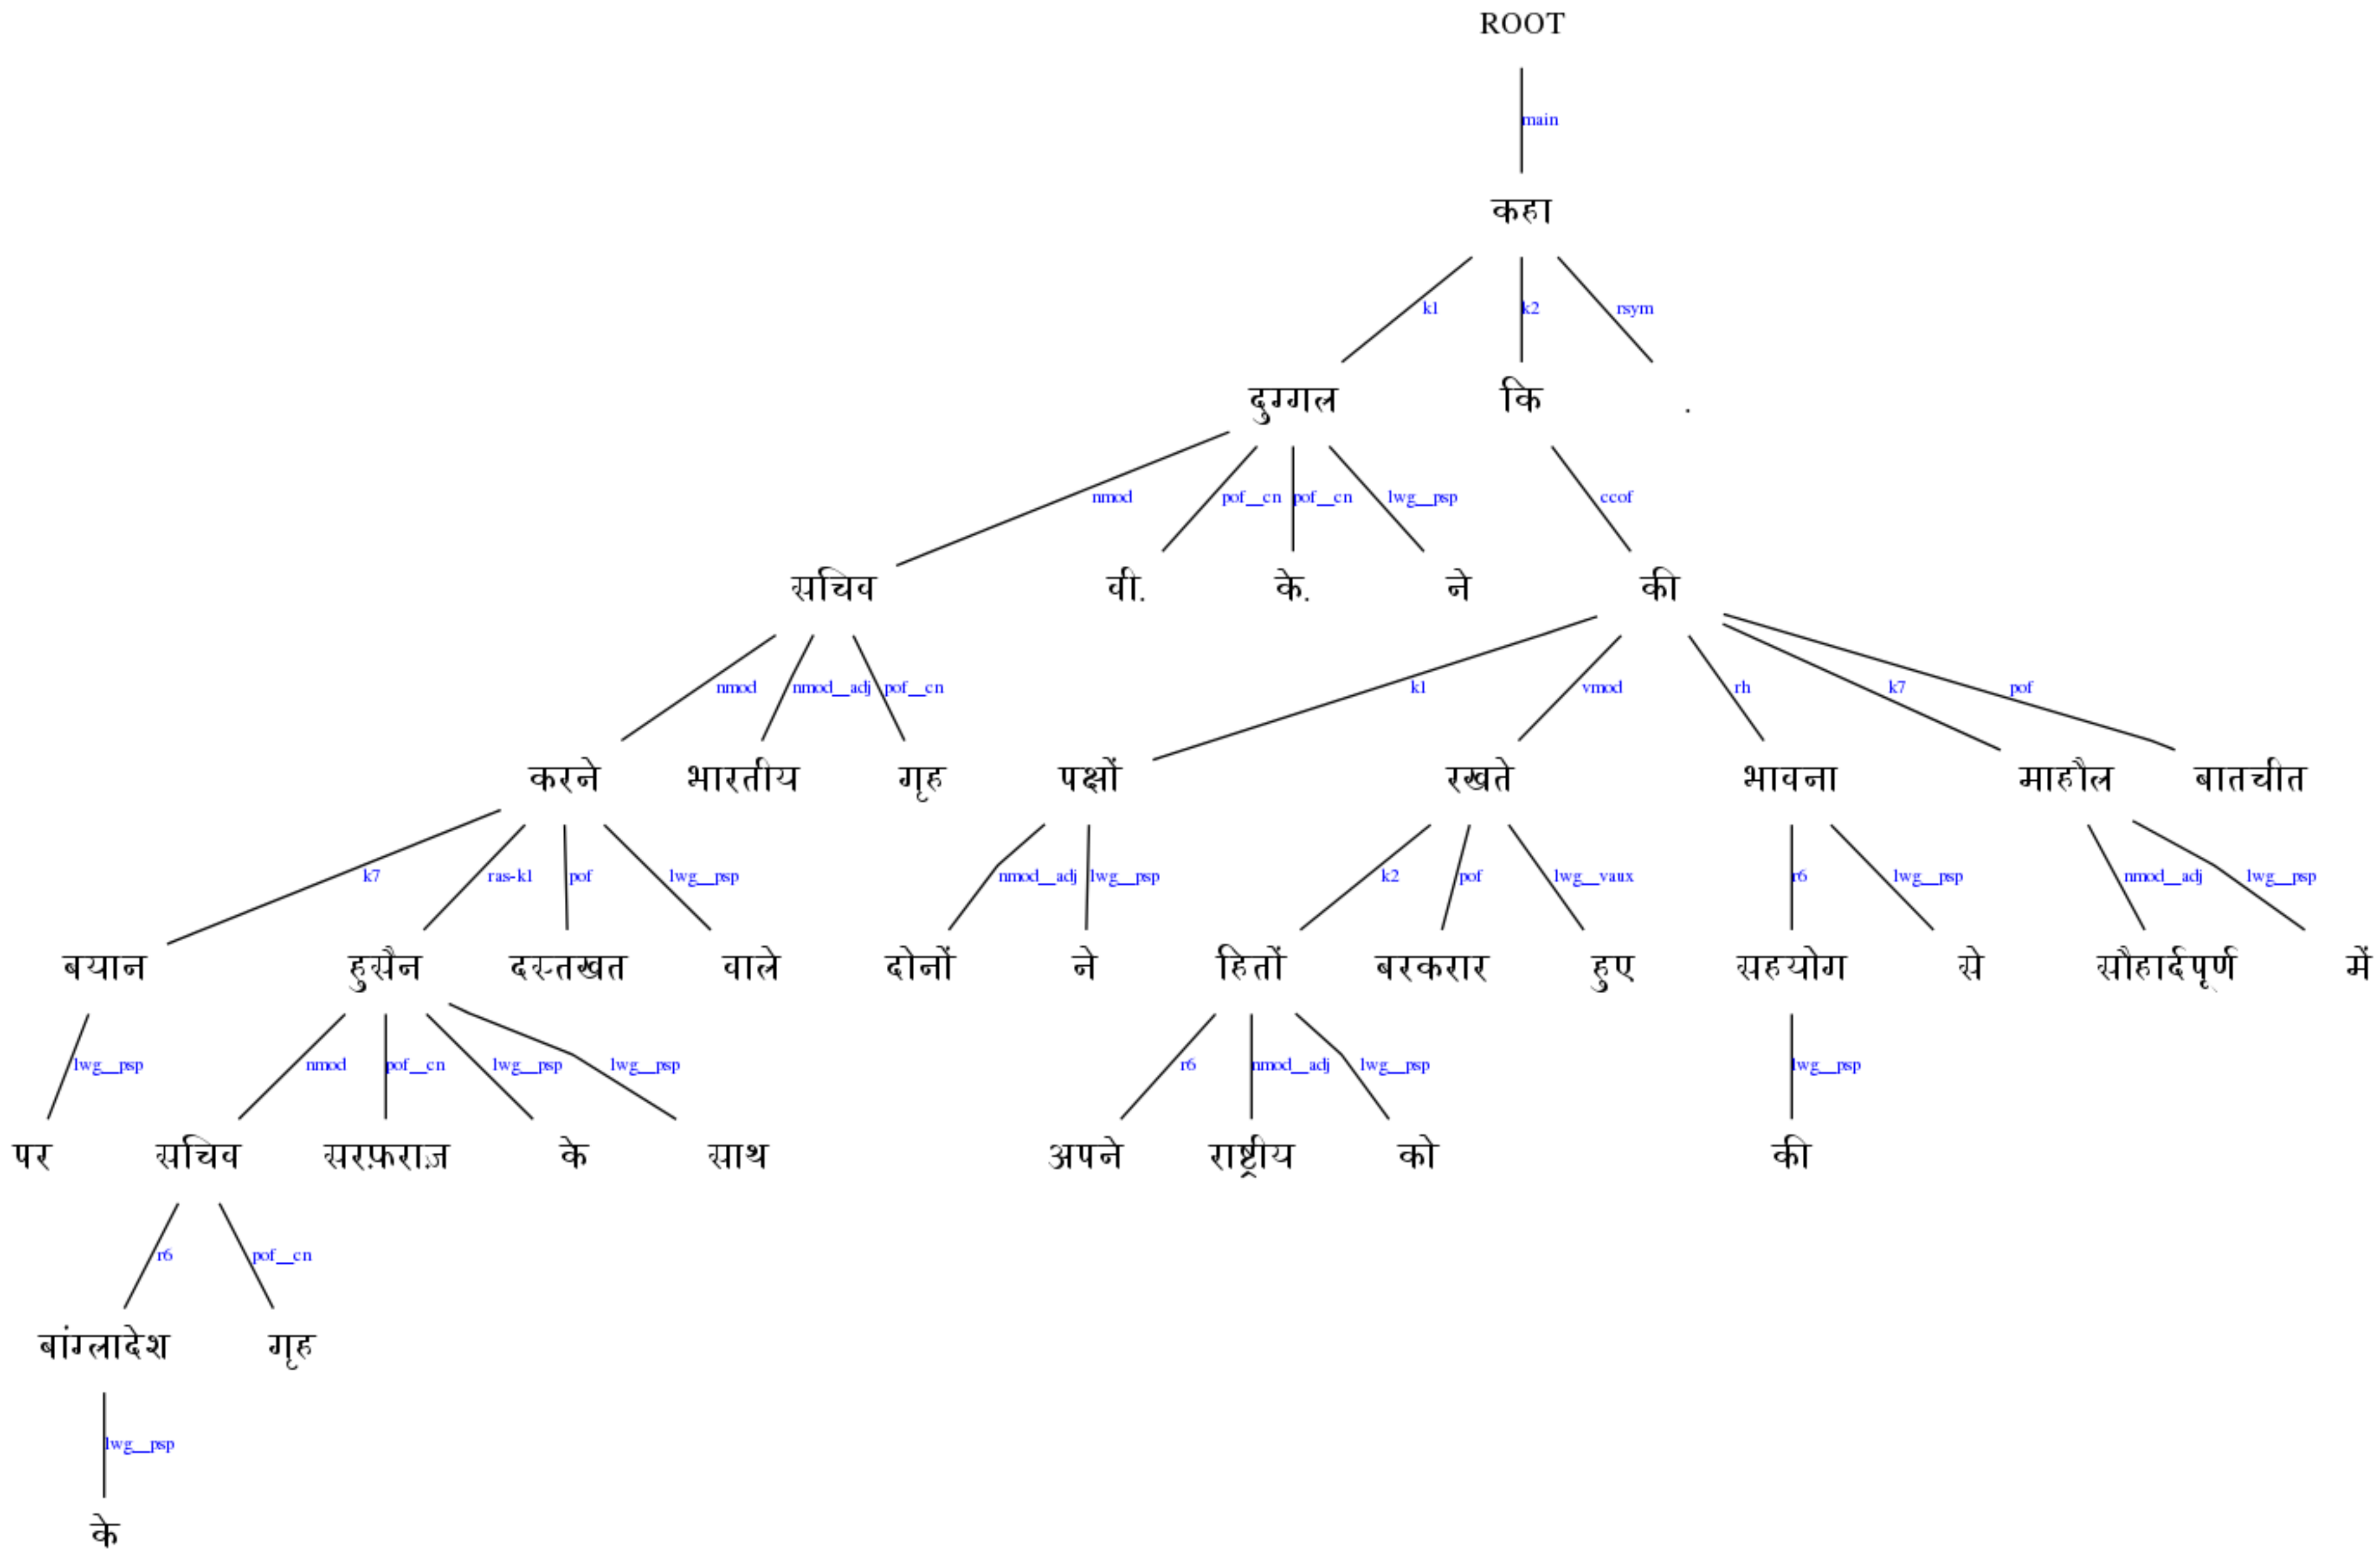 ROOT
main
कहा
k1 k2 rsym
दुग्गल कि .
nmod pof__cn pof__cn lwg__psp ccof
सचिव वी. के. ने की
nmod nmod__adj pof__cn k1 vmod rh k7 pof
करने भारतीय गृह पक्षों रखते भावना माहौल बातचीत
k7 ras-k1 pof lwg__psp nmod__adj lwg__psp k2 pof lwg__vaux r6 lwg__psp nmod__adj lwg__psp
बयान हुसैन दस्तखत वाले दोनों ने हितों बरकरार हुए सहयोग से सौहार्दपूर्ण में
lwg__psp nmod pof__cn lwg__psp lwg__psp r6 nmod__adj lwg__psp lwg__psp
पर सचिव सरफ़राज़ के साथ अपने राष्ट्रीय को की
r6 pof__cn
बांग्लादेश गृह
lwg__psp
के